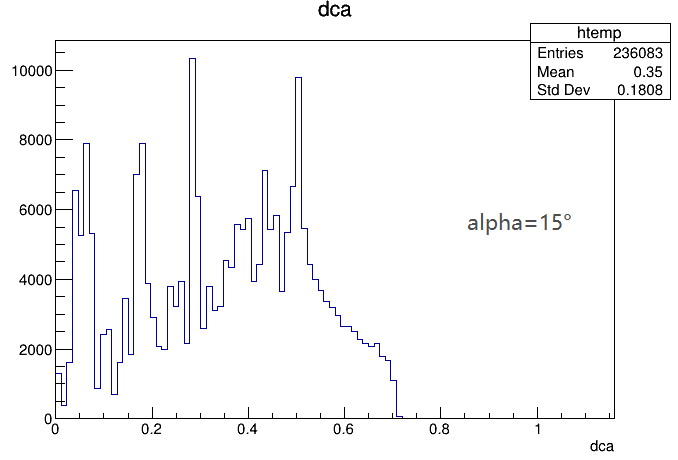 dca
htemp
Entries 236083
Mean 0.35
Std Dev 0.1808
10000
8000
6000
4000
2000
0
alpha=15°
0 0.2 0.4 0.6 0.8 1
dca